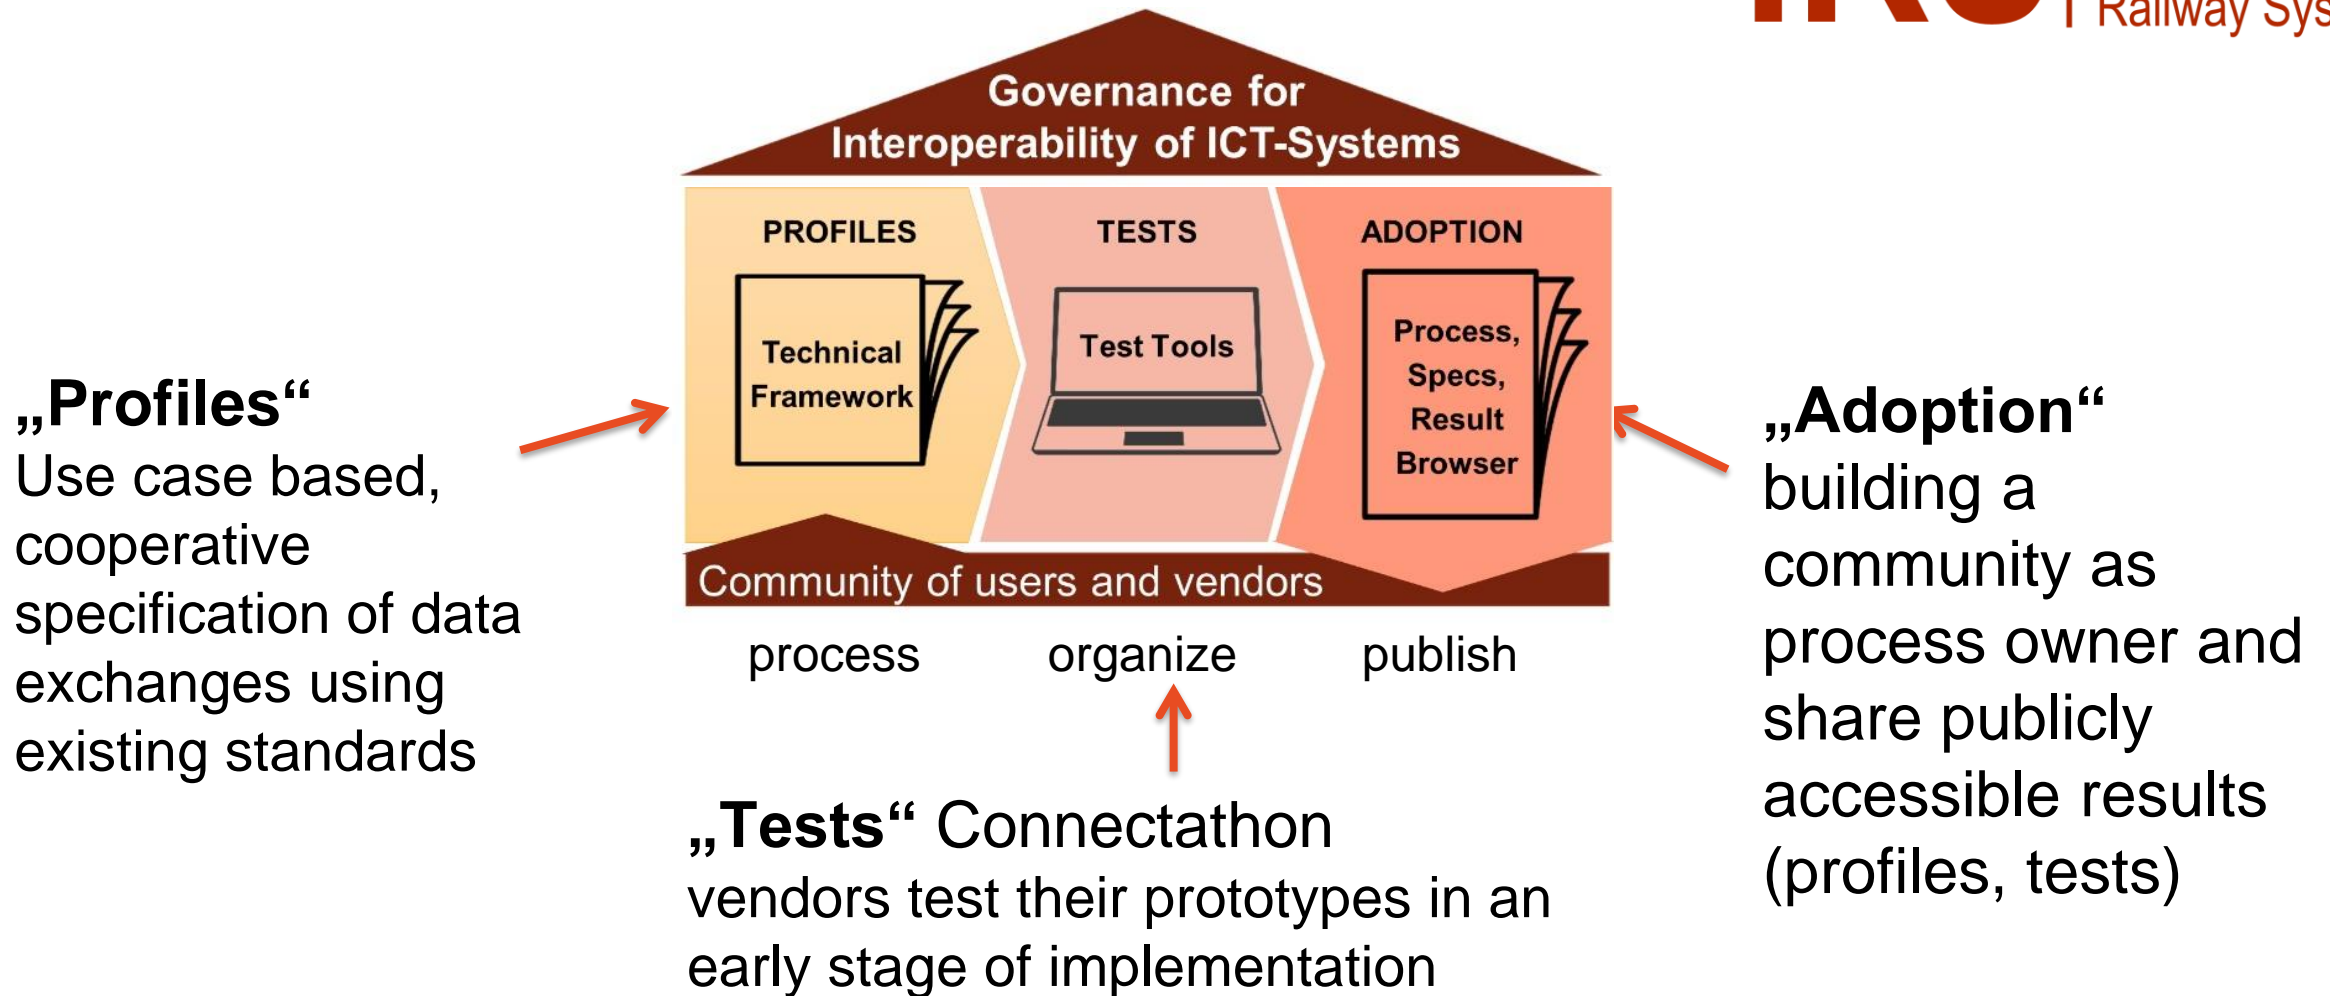 Railway Sys
Governance for
Interoperability of ICT-Systems
PROFILES
TESTS
ADOPTION
Technical
Framework
Test Tools
Process,
Specs,
Result
Browser
Community of users and vendors
process organize publish
„Profiles“
Use case based,
cooperative
specification of data
exchanges using
existing standards
„Tests“ Connectathon
vendors test their prototypes in an
early stage of implementation
„Adoption“
building a
community as
process owner and
share publicly
accessible results
(profiles, tests)